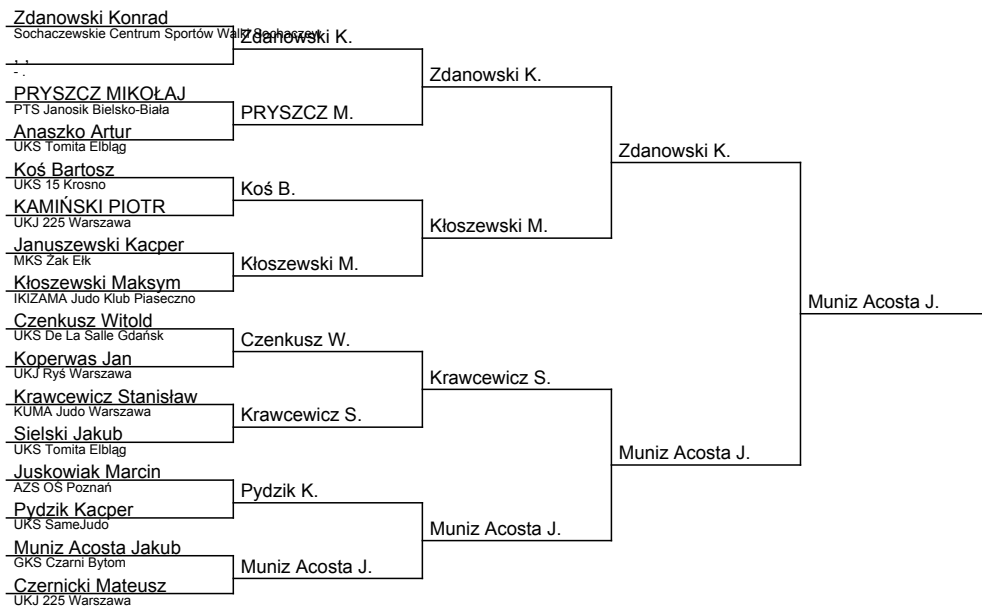 Zdanowski Konrad
Sochaczewskie Centrum Sportów Walki Sochaczew
, ,
- .
PRYSZCZ MIKOŁAJ
PTS Janosik Bielsko-Biała
Anaszko Artur
UKS Tomita Elbląg
Koś Bartosz
UKS 15 Krosno
KAMIŃSKI PIOTR
UKJ 225 Warszawa
Januszewski Kacper
MKS Żak Ełk
Kłoszewski Maksym
IKIZAMA Judo Klub Piaseczno
Czenkusz Witold
UKS De La Salle Gdańsk
Koperwas Jan
UKJ Ryś Warszawa
Krawcewicz Stanisław
KUMA Judo Warszawa
Sielski Jakub
UKS Tomita Elbląg
Juskowiak Marcin
AZS OŚ Poznań
Pydzik Kacper
UKS SameJudo
Muniz Acosta Jakub
GKS Czarni Bytom
Czernicki Mateusz
UKJ 225 Warszawa
Zdanowski K.
PRYSZCZ M.
Koś B.
Kłoszewski M.
Czenkusz W.
Krawcewicz S.
Pydzik K.
Muniz Acosta J.
Zdanowski K.
Kłoszewski M.
Krawcewicz S.
Muniz Acosta J.
Zdanowski K.
Muniz Acosta J.
Muniz Acosta J.